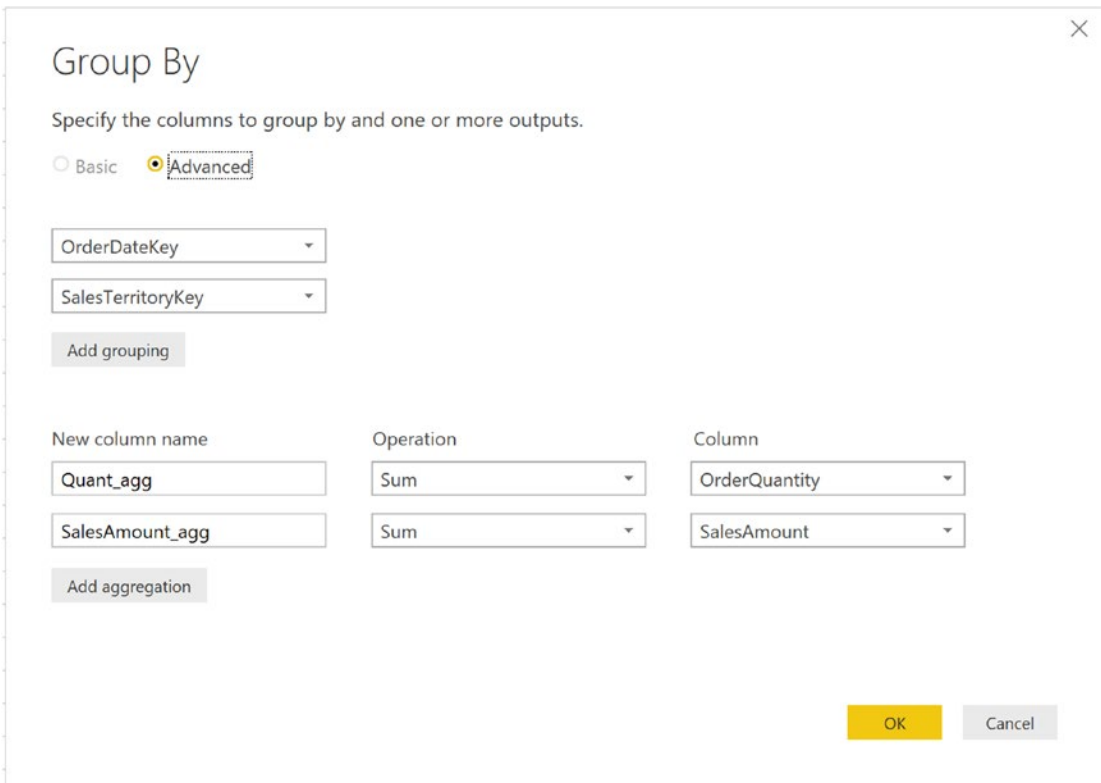 Group By
Specify the columns to group by and one or more outputs.
Basic Advanced
OrderDateKey
SalesTerritoryKey
Add grouping
New column name Operation Column
Quant_agg Sum OrderQuantity
SalesAmount_agg Sum SalesAmount
Add aggregation
OK Cancel